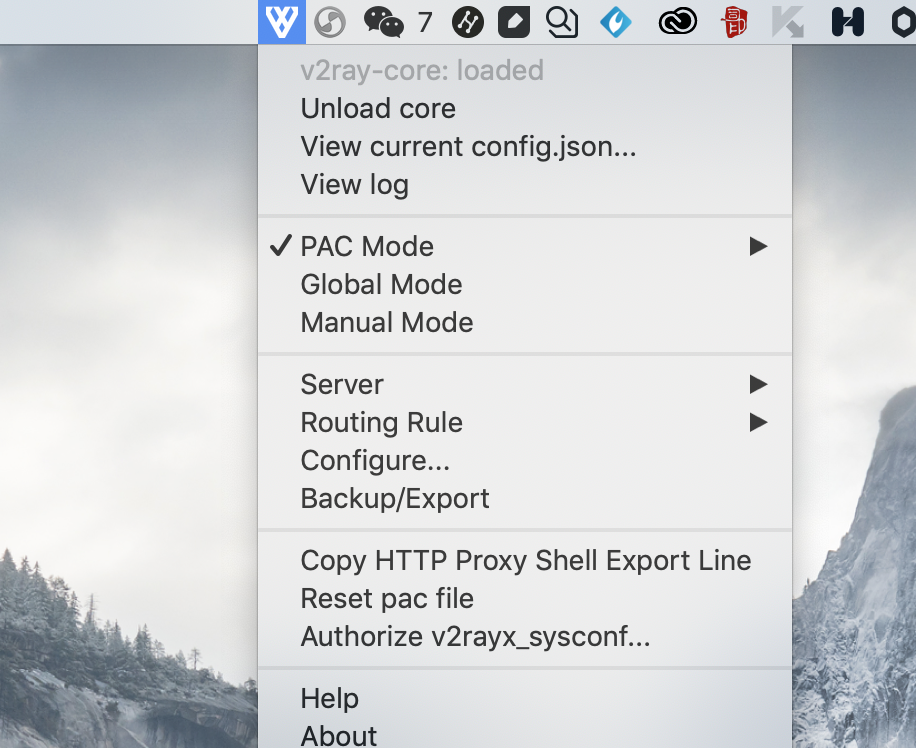 7
v2ray-core: loaded
Unload core
View current config.json...
View log
PAC Mode
Global Mode
Manual Mode
Server
Routing Rule
Configure...
Backup/Export
Copy HTTP Proxy Shell Export Line
Reset pac file
Authorize v2rayx_sysconf...
Help
About